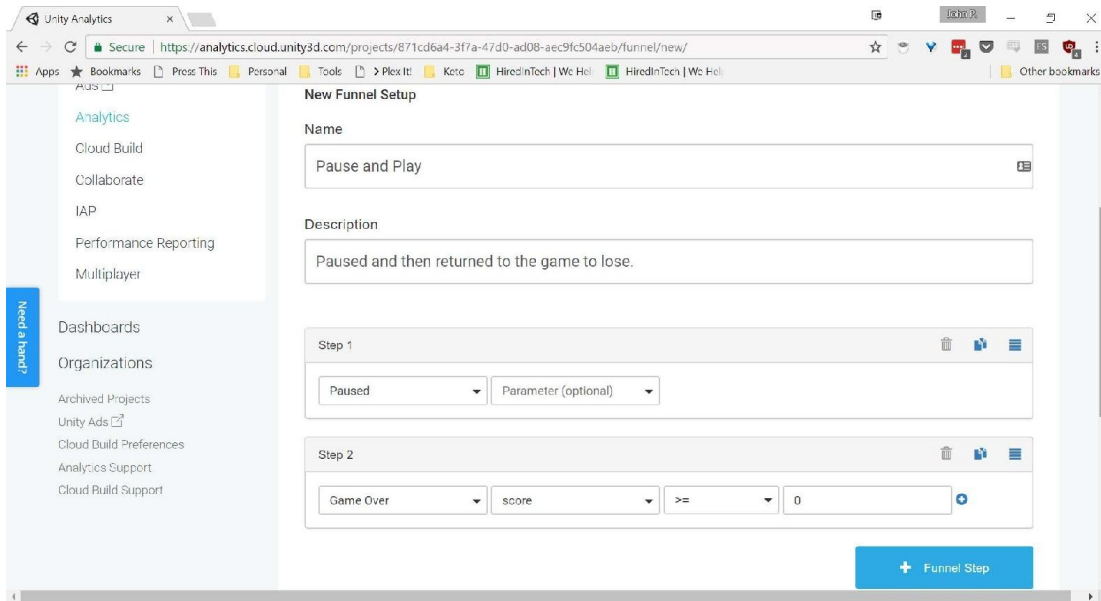 Unity Analytics
John P.
Secure | https://analytics.cloud.unity3d.com/projects/871cd6a4-3f7a-47d0-ad08-aec9fc504aeb/funnel/new/
Apps Bookmarks Press This Personal Tools > Plex It! Keto HiredInTech | We Hel HiredInTech | We Hel Other bookmarks
Ads
Analytics
Cloud Build
Collaborate
IAP
Performance Reporting
Multiplayer
Dashboards
Organizations
Archived Projects
Unity Ads
Cloud Build Preferences
Analytics Support
Cloud Build Support
Need a hand?
New Funnel Setup
Name
Pause and Play
Description
Paused and then returned to the game to lose.
Step 1
Paused Parameter (optional)
Step 2
Game Over score >= 0
+ Funnel Step